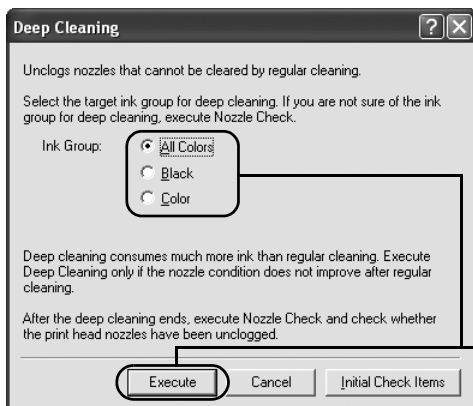 Deep Cleaning
Unclogs nozzles that cannot be cleared by regular cleaning.
Select the target ink group for deep cleaning. If you are not sure of the ink
group for deep cleaning, execute Nozzle Check.
Ink Group:
All Colors
Black
Color
Deep cleaning consumes much more ink than regular cleaning. Execute
Deep Cleaning only if the nozzle condition does not improve after regular
cleaning.
After the deep cleaning ends, execute Nozzle Check and check whether
the print head nozzles have been unclogged.
Execute Cancel Initial Check Items